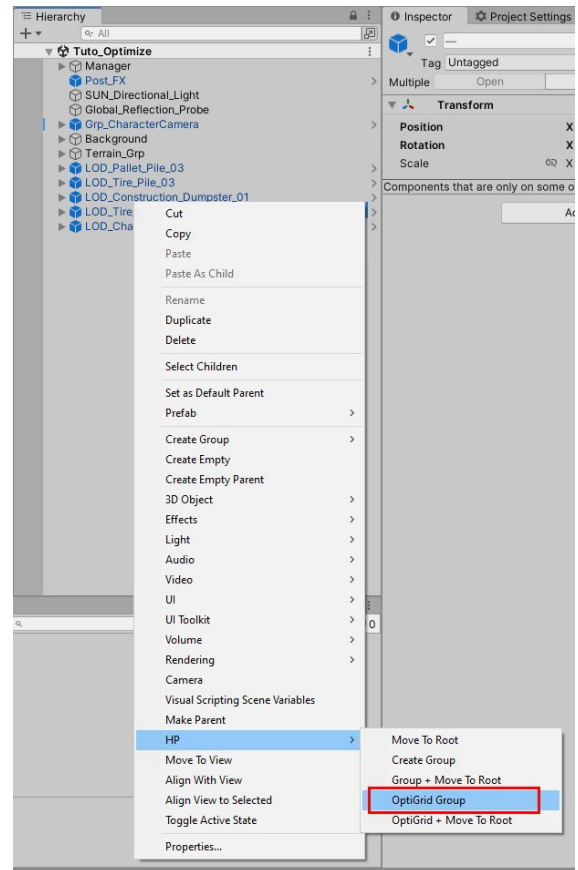 Hierarchy
All
Tuto_Optimize
Manager
Post_FX
SUN_Directional_Light
Global_Reflection_Probe
Grp_CharacterCamera
Background
Terrain_Grp
LOD_Pallet_Pile_03
LOD_Tire_Pile_03
LOD_Construction_Dumpster_01
LOD_Tire
LOD_Cha
Cut
Copy
Paste
Paste As Child
Rename
Duplicate
Delete
Select Children
Set as Default Parent
Prefab
Create Group
Create Empty
Create Empty Parent
3D Object
Effects
Light
Audio
Video
UI
UI Toolkit
Volume
Rendering
Camera
Visual Scripting Scene Variables
Make Parent
HP
Move To View
Align With View
Align View to Selected
Toggle Active State
Properties...
Move To Root
Create Group
Group + Move To Root
OptiGrid Group
OptiGrid + Move To Root
0
Inspector
Project Settings
—
Tag Untagged
Multiple Open
Transform
Position X
Rotation X
Scale X
Components that are only on some o
Ad